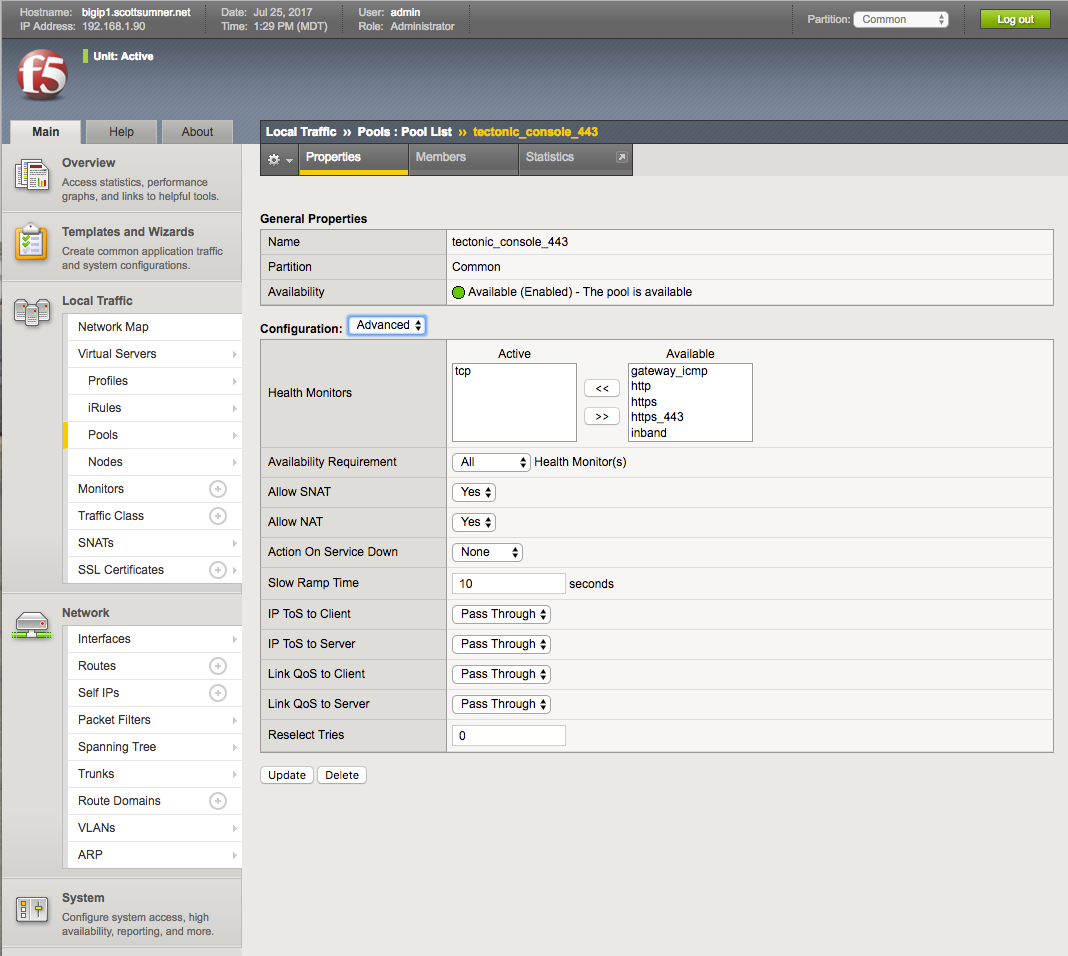 Hostname: bigip1.scottsumner.net Date: Jul 25, 2017 User: admin
IP Address: 192.168.1.90 Time: 1:29 PM (MDT) Role: Administrator
Partition: Common Log out
f5
Unit: Active
Main Help About
Local Traffic » Pools : Pool List » tectonic_console_443
Properties Members Statistics
Overview
Access statistics, performance
graphs, and links to helpful tools.
Templates and Wizards
Create common application traffic
and system configurations.
Local Traffic
Network Map
Virtual Servers
Profiles
iRules
Pools
Nodes
Monitors
Traffic Class
SNATs
SSL Certificates
Network
Interfaces
Routes
Self IPs
Packet Filters
Spanning Tree
Trunks
Route Domains
VLANs
ARP
System
Configure system access, high
availability, reporting, and more.
General Properties
Name tectonic_console_443
Partition Common
Availability Available (Enabled) - The pool is available
Configuration: Advanced
Health Monitors
Active Available
tcp
<<
>>
gateway_icmp
http
https
https_443
inband
Availability Requirement All Health Monitor(s)
Allow SNAT Yes
Allow NAT Yes
Action On Service Down None
Slow Ramp Time 10 seconds
IP ToS to Client Pass Through
IP ToS to Server Pass Through
Link QoS to Client Pass Through
Link QoS to Server Pass Through
Reselect Tries 0
Update Delete